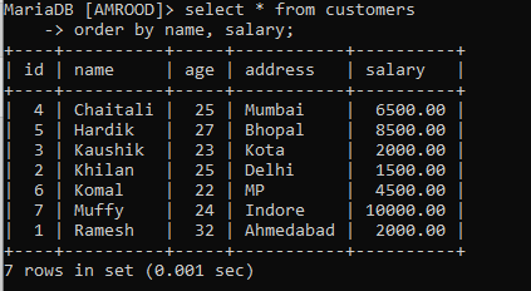 MariaDB [AMROOD]> select * from customers
    -> order by name, salary;
+----+----------+-----+-----------+----------+
| id | name     | age | address   | salary   |
+----+----------+-----+-----------+----------+
|  4 | Chaitali |  25 | Mumbai    |  6500.00 |
|  5 | Hardik   |  27 | Bhopal    |  8500.00 |
|  3 | Kaushik  |  23 | Kota      |  2000.00 |
|  2 | Khilan   |  25 | Delhi     |  1500.00 |
|  6 | Komal    |  22 | MP        |  4500.00 |
|  7 | Muffy    |  24 | Indore    | 10000.00 |
|  1 | Ramesh   |  32 | Ahmedabad |  2000.00 |
+----+----------+-----+-----------+----------+
7 rows in set (0.001 sec)